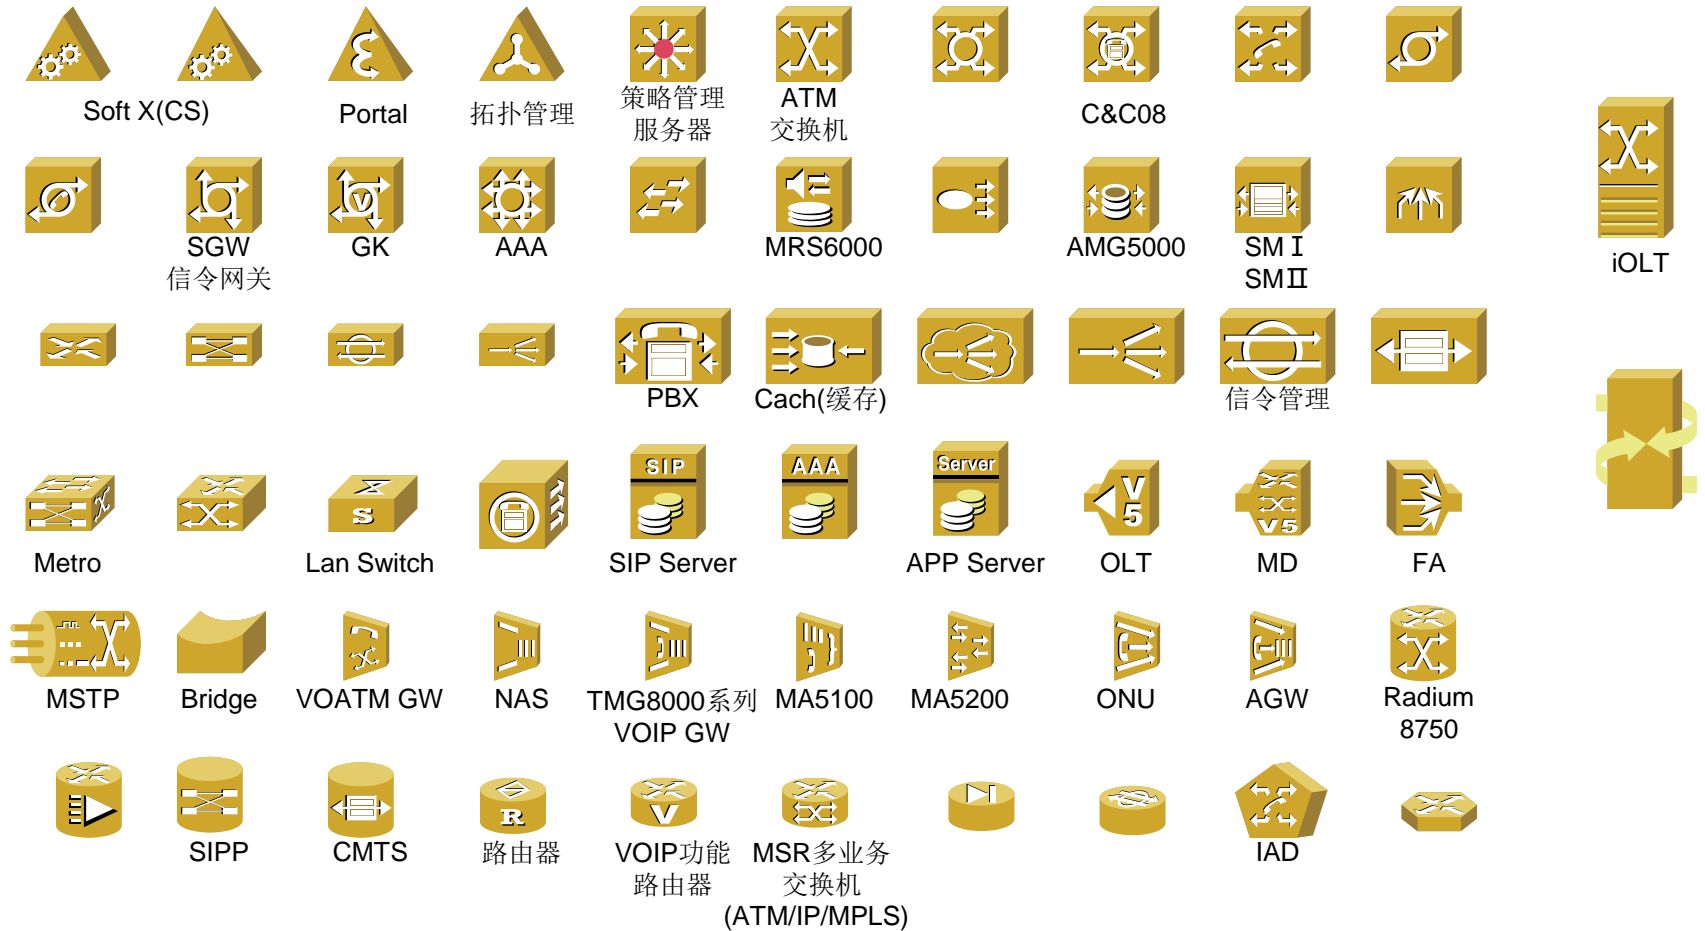 Soft X(CS)
Portal
拓扑管理
策略管理
服务器
ATM
交换机
C&C08
SGW
信令网关
GK
V
AAA
MRS6000
AMG5000
SMⅠ
SMⅡ
iOLT
PBX
Cach(缓存)
信令管理
Metro
S
Lan Switch
SIP
SIP Server
AAA
Server
APP Server
V
5
OLT
V5
MD
FA
MSTP
Bridge
VOATM GW
NAS
TMG8000系列
VOIP GW
MA5100
MA5200
ONU
AGW
Radium
8750
SIPP
CMTS
R
路由器
V
VOIP功能
路由器
MSR多业务
交换机
(ATM/IP/MPLS)
IAD